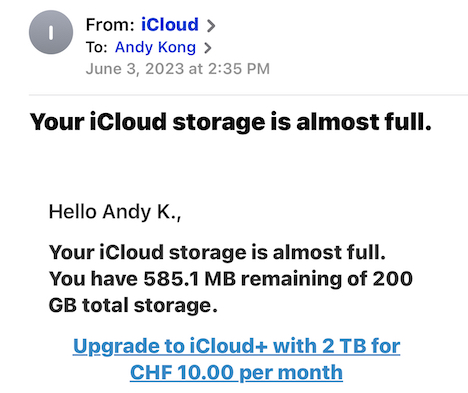 I
From: iCloud >
To: Andy Kong >
June 3, 2023 at 2:35 PM
Your iCloud storage is almost full.
Hello Andy K.,
Your iCloud storage is almost full.
You have 585.1 MB remaining of 200
GB total storage.
Upgrade to iCloud+ with 2 TB for
CHF 10.00 per month